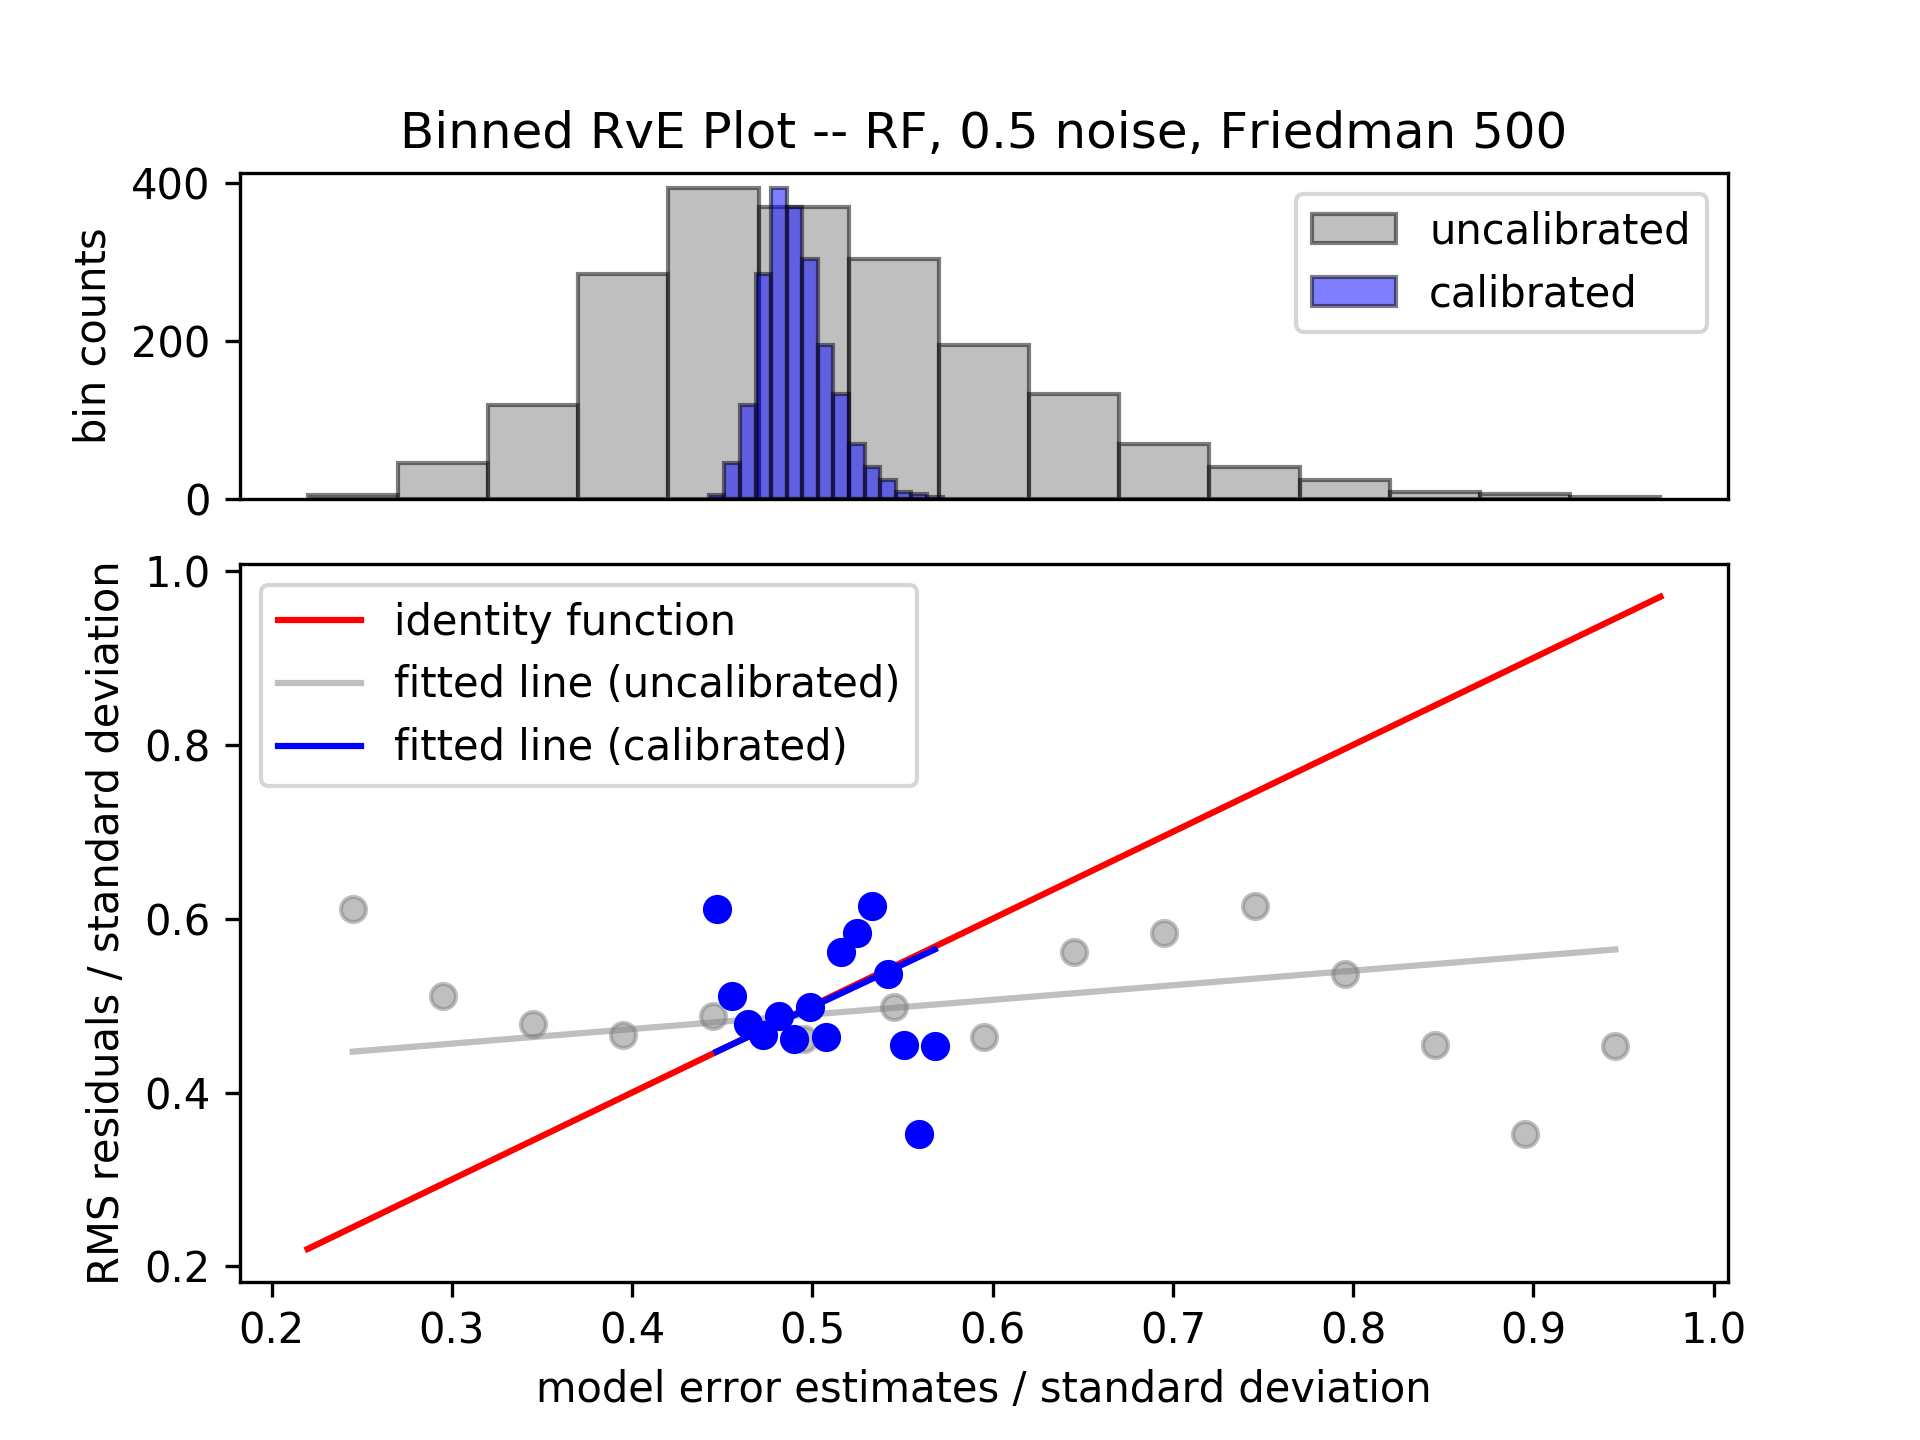 Binned RvE Plot -- RF, 0.5 noise, Friedman 500
400
200
0
bin counts
uncalibrated
calibrated
1.0
0.8
0.6
0.4
0.2
RMS residuals / standard deviation
identity function
fitted line (uncalibrated)
fitted line (calibrated)
0.2 0.3 0.4 0.5 0.6 0.7 0.8 0.9 1.0
model error estimates / standard deviation